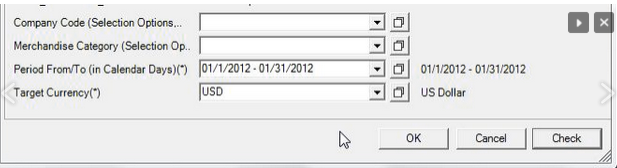 Company Code (Selection Options,..
Merchandise Category (Selection Op..
Period From/To (in Calendar Days)(*) 01/1/2012 - 01/31/2012 01/1/2012 - 01/31/2012
Target Currency(*) USD US Dollar
OK Cancel Check